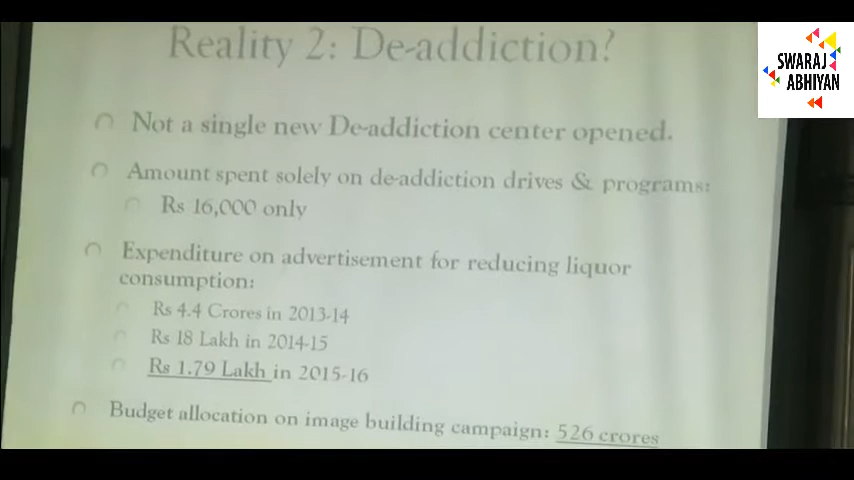 Reality 2: De-addiction?
SWARAJ
ABHIYAN
Not a single new De-addiction center opened.
Amount spent solely on de-addiction drives & programs:
Rs 16,000 only
Expenditure on advertisement for reducing liquor
consumption:
Rs 4.4 Crores in 2013-14
Rs 18 Lakh in 2014-15
Rs 1.79 Lakh in 2015-16
Budget allocation on image building campaign: 526 crores